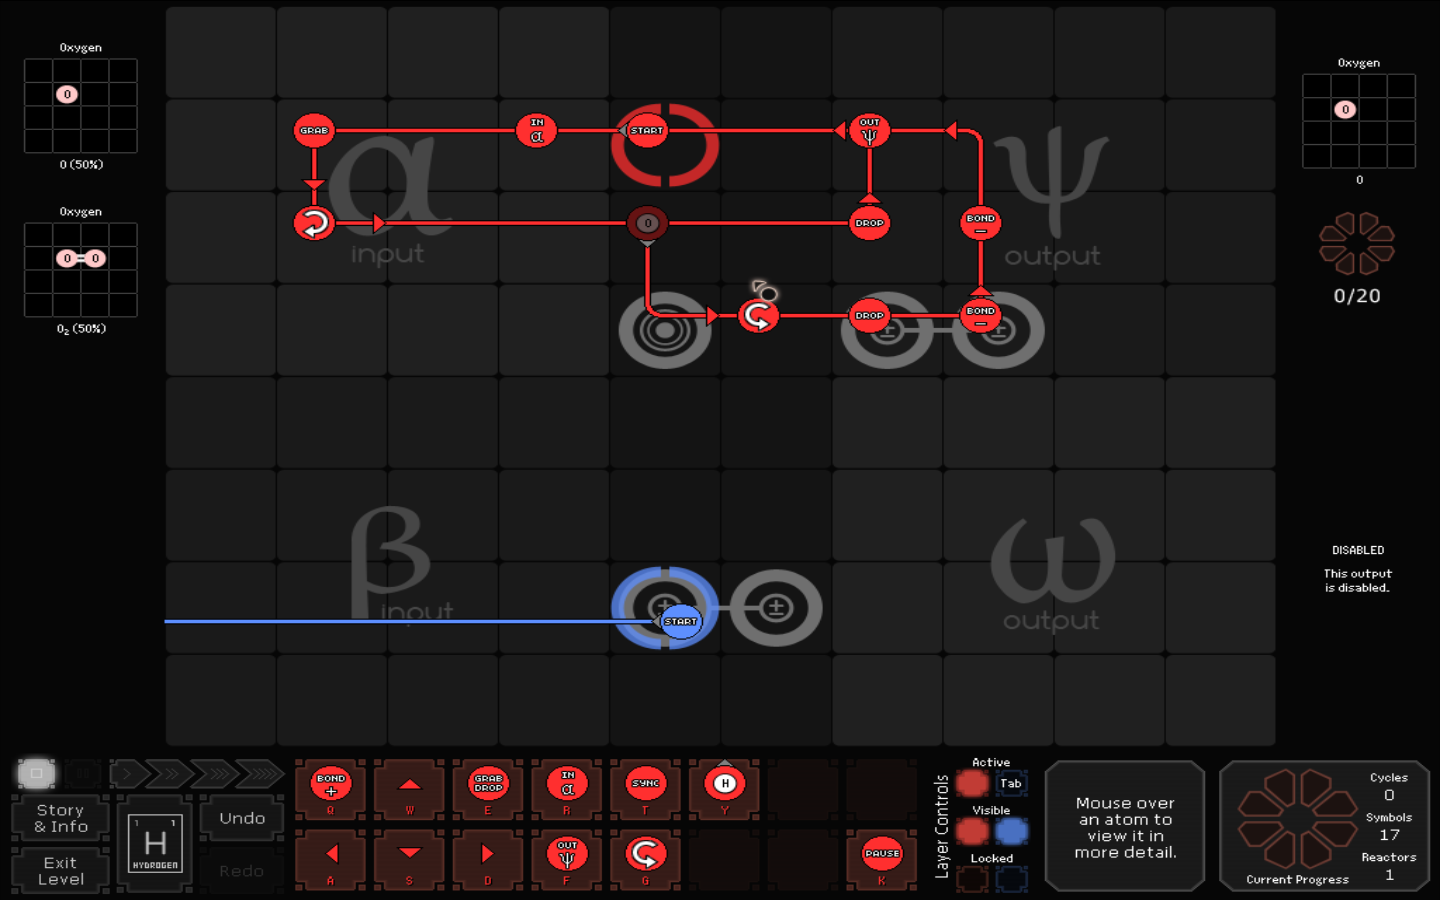 Oxygen
O
O (50%)
Oxygen
O=O
O₂ (50%)
Oxygen
O
O
0/20
GRAB
IN
α
START
OUT
ψ
α
input
ψ
output
O
DROP
BOND
–
DROP
BOND
–
±
±
β
input
START
+
±
ω
output
DISABLED
This output
is disabled.
Story
& Info
Exit
Level
1 1
H
HYDROGEN
Undo
Redo
BOND
+
Q
W
GRAB
DROP
E
IN
α
R
SYNC
T
H
Y
A
S
D
OUT
ψ
F
G
PAUSE
K
Layer Controls
Active
Tab
Visible
Locked
Mouse over
an atom to
view it in
more detail.
Cycles
0
Symbols
17
Reactors
1
Current Progress